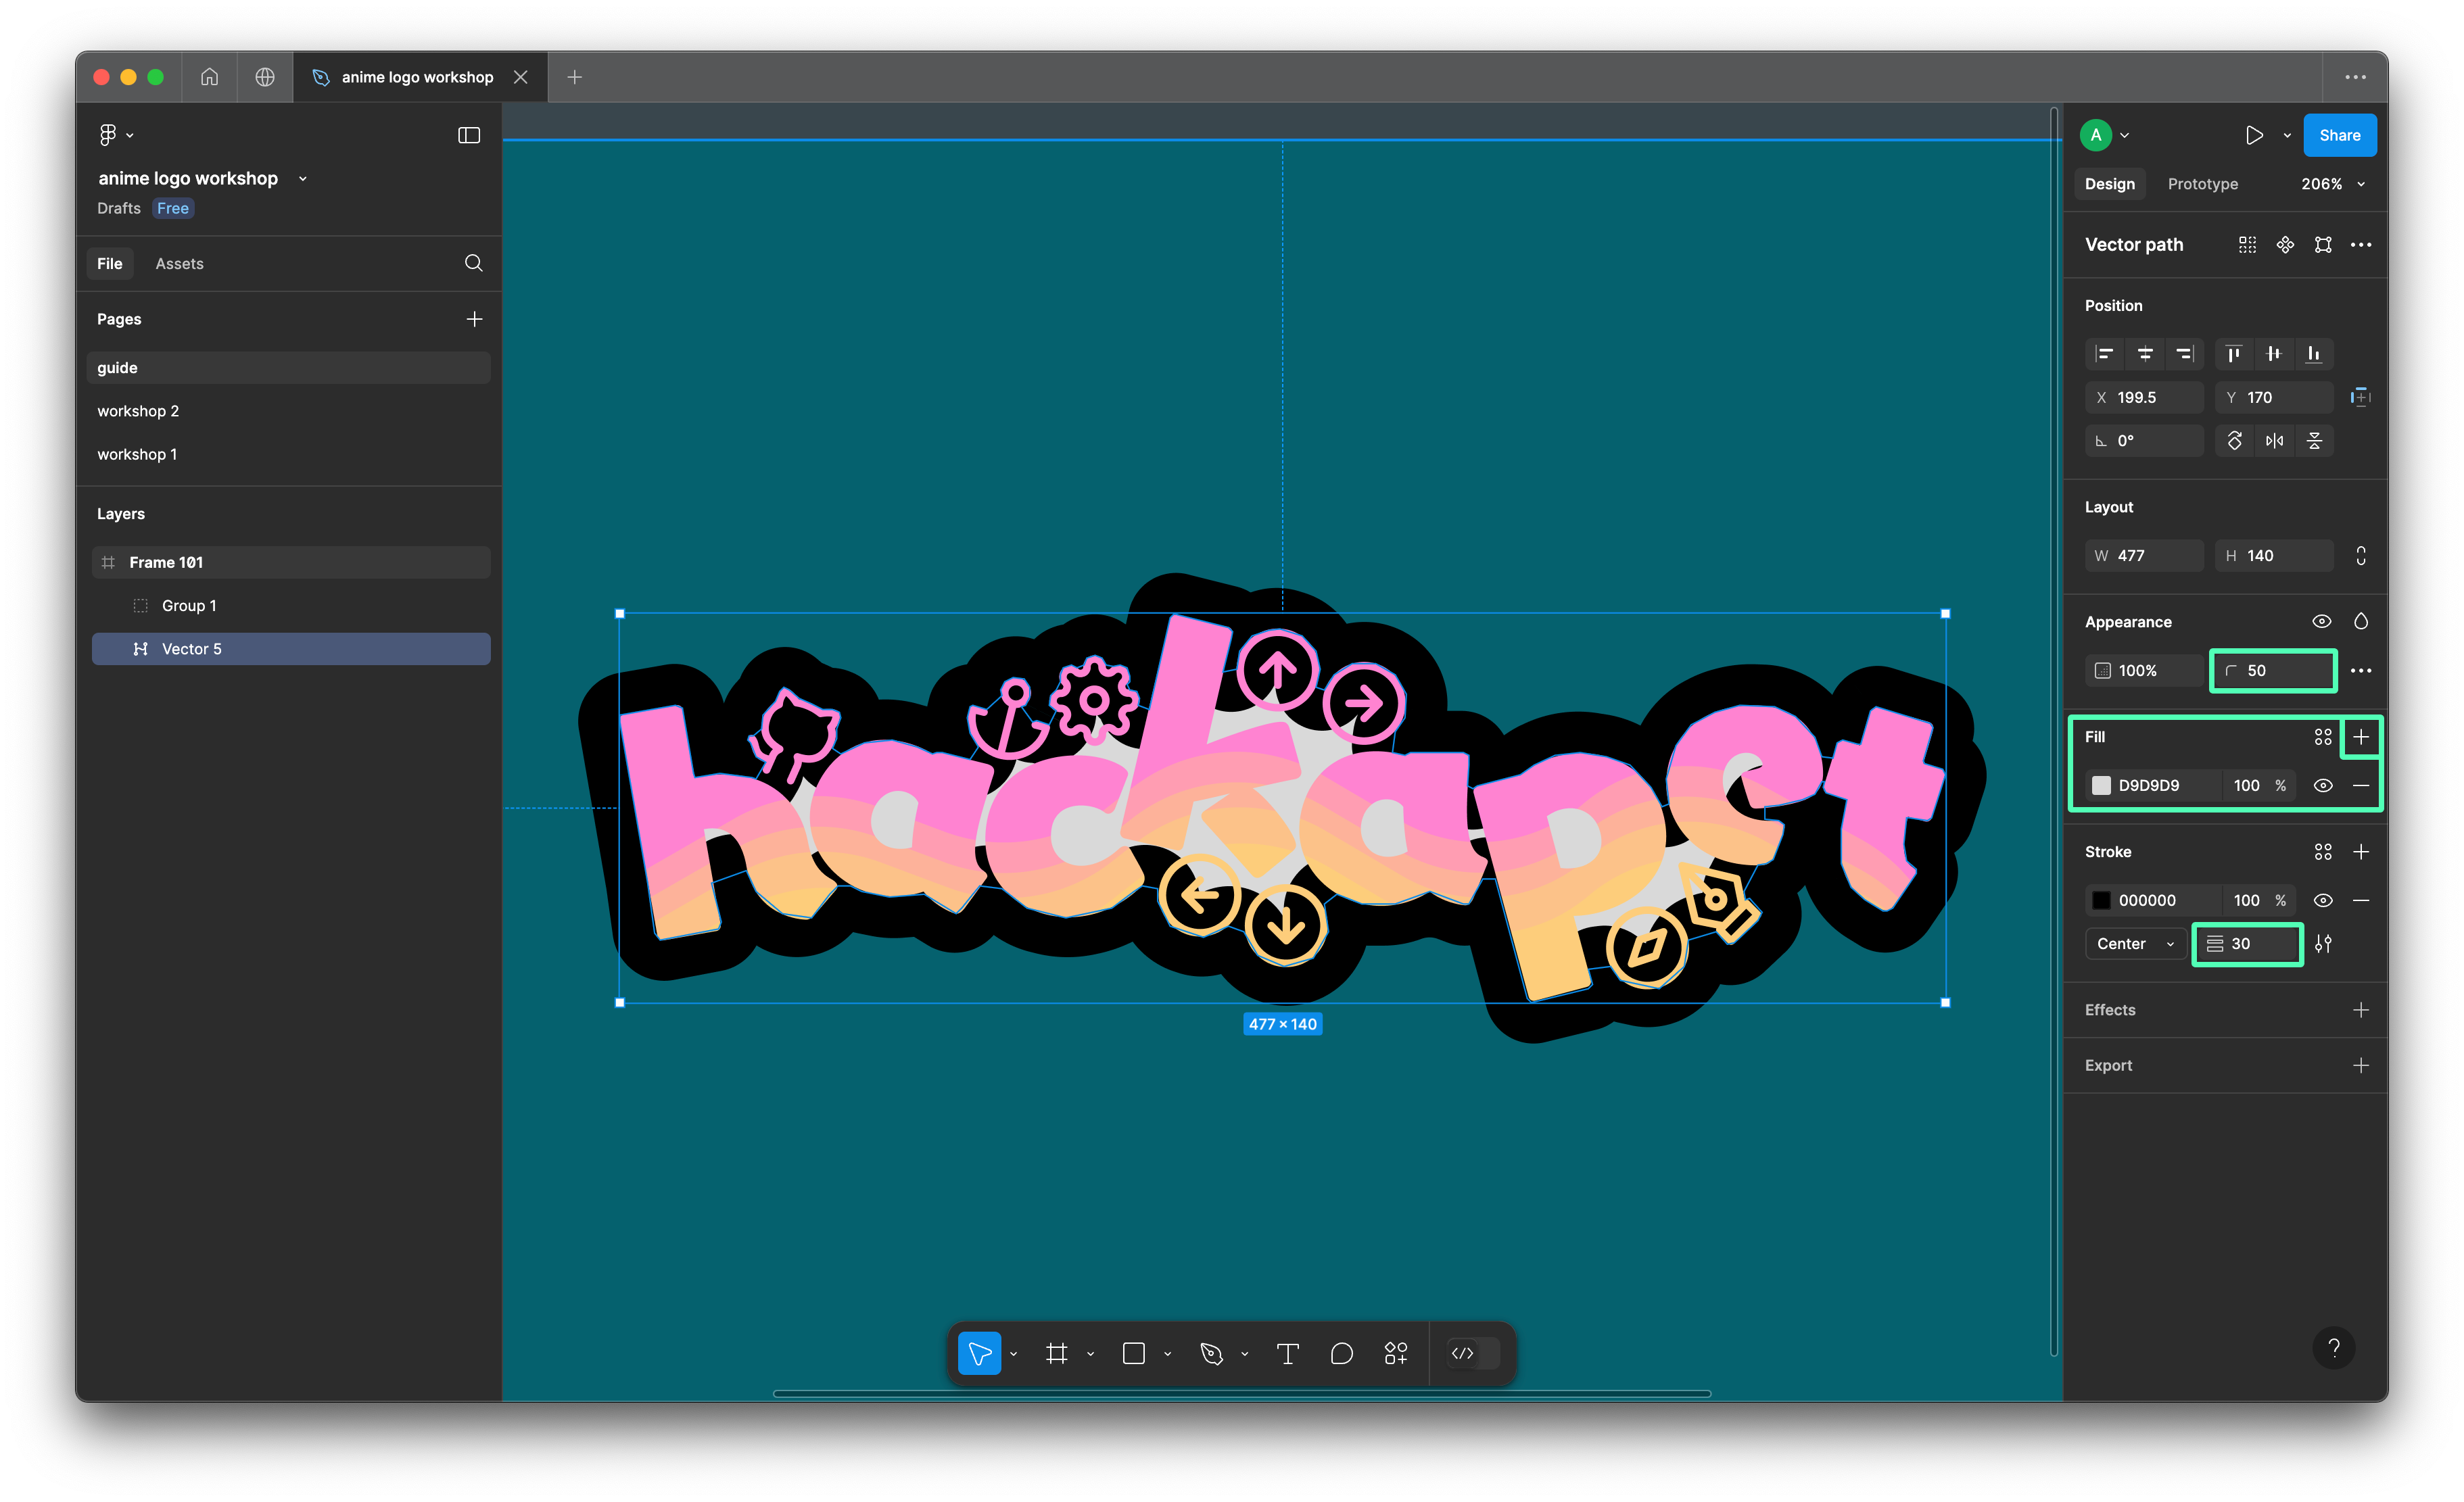 anime logo workshop
anime logo workshop
Drafts Free
File Assets
Pages
guide
workshop 2
workshop 1
Layers
Frame 101
Group 1
Vector 5
hackapet
477 × 140
A
Share
Design Prototype 206%
Vector path
Position
X 199.5 Y 170
0°
Layout
W 477 H 140
Appearance
100% 50
Fill
D9D9D9 100 %
Stroke
000000 100 %
Center 30
Effects
Export
?